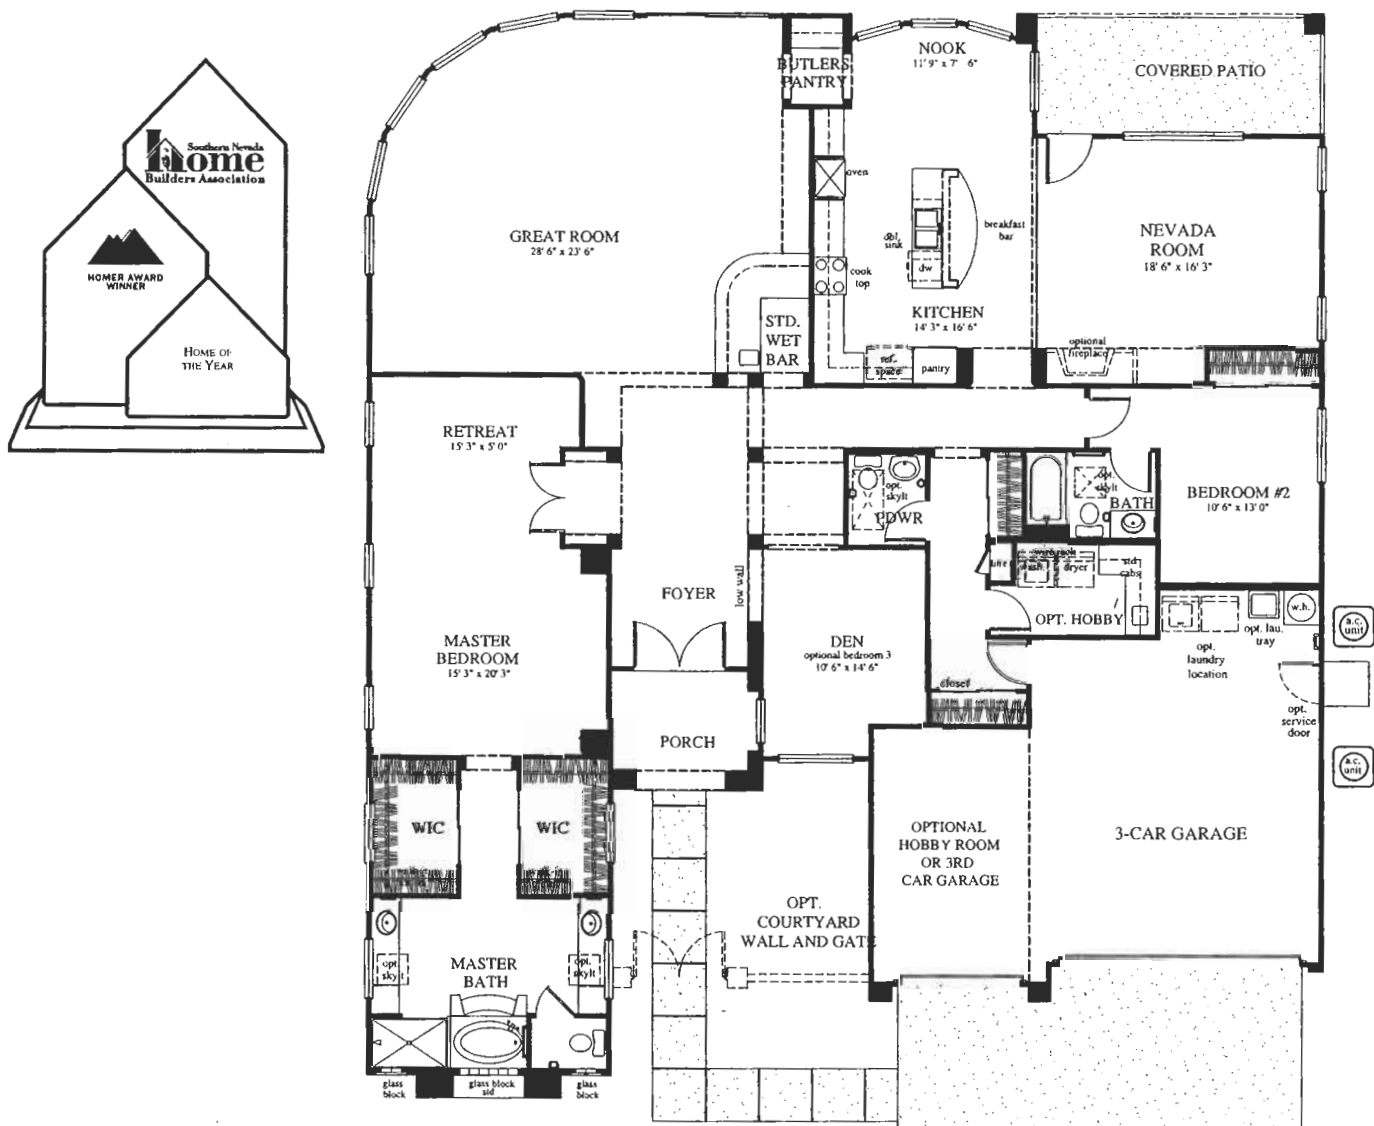 Southern Nevada
Home
Builders Association
HOMER AWARD
WINNER
HOME OF
THE YEAR
BUTLERS
PANTRY
NOOK
11' 9" x 7' 6"
COVERED PATIO
GREAT ROOM
28' 6" x 23' 6"
oven
dbl.
sink
dw
breakfast
bar
cook
top
NEVADA
ROOM
18' 6" x 16' 3"
KITCHEN
14' 3" x 16' 6"
STD.
WET
BAR
ref.
space
pantry
optional
fireplace
RETREAT
15' 3" x 5' 0"
opt.
skylt
PDWR
opt.
skylt
BATH
BEDROOM #2
10' 6" x 13' 0"
FOYER
low wall
linen
wash.
dryer
std.
cabs
OPT. HOBBY
w.h.
opt. lau.
tray
opt.
laundry
location
a.c.
unit
MASTER
BEDROOM
15' 3" x 20' 3"
DEN
optional bedroom 3
10' 6" x 14' 6"
closet
opt.
service
door
PORCH
a.c.
unit
WIC
WIC
OPTIONAL
HOBBY ROOM
OR 3RD
CAR GARAGE
3-CAR GARAGE
OPT.
COURTYARD
WALL AND GATE
opt.
skylt
MASTER
BATH
opt.
skylt
glass
block
glass block
std
glass
block